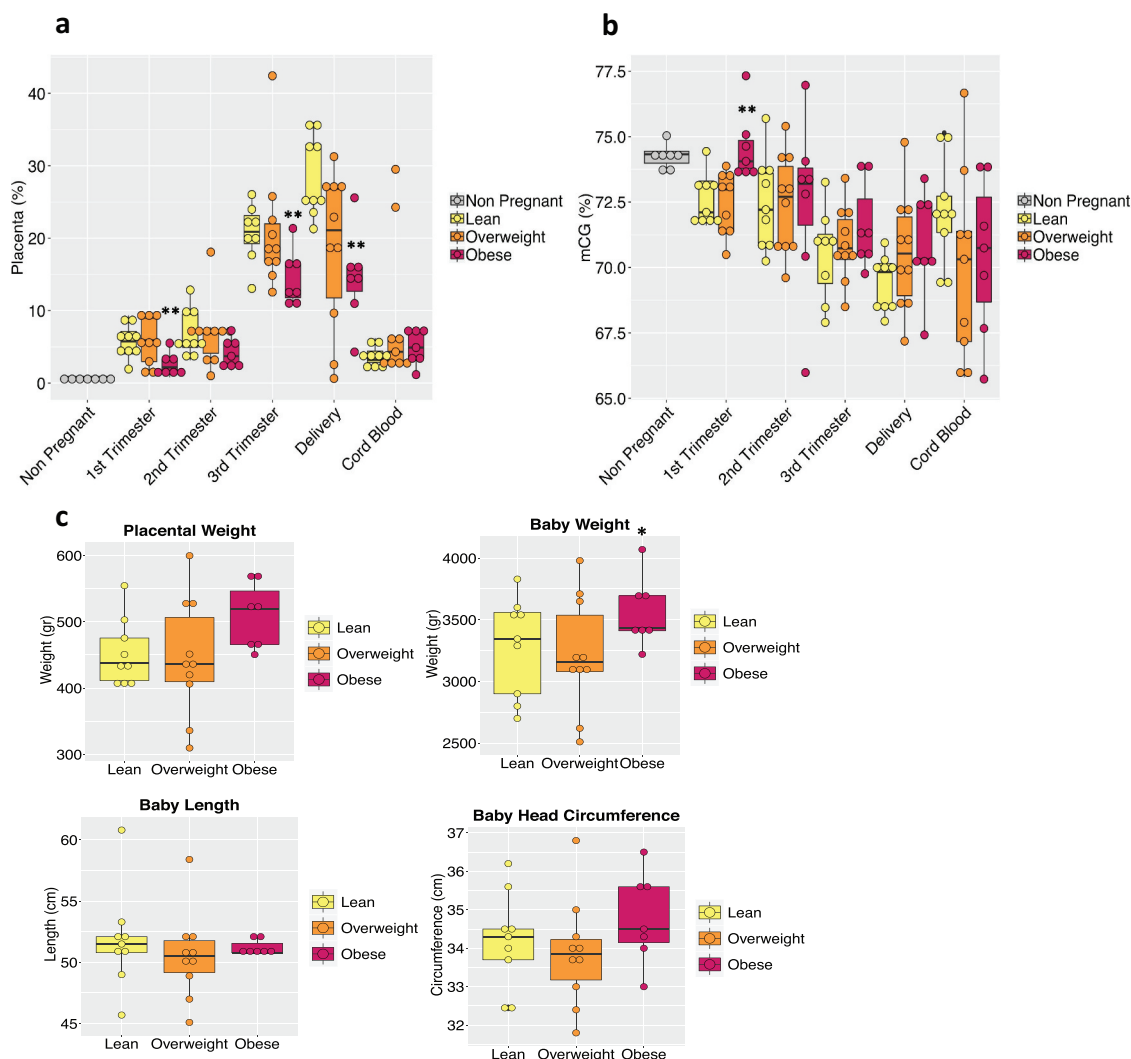 a
Placenta (%)
40
30
20
10
0
**
**
**
Non Pregnant
1st Trimester
2nd Trimester
3rd Trimester
Delivery
Cord Blood
Non Pregnant
Lean
Overweight
Obese
b
mCG (%)
77.5
75.0
72.5
70.0
67.5
65.0
**
Non Pregnant
1st Trimester
2nd Trimester
3rd Trimester
Delivery
Cord Blood
Non Pregnant
Lean
Overweight
Obese
c
Placental Weight
Weight (gr)
600
500
400
300
Lean
Overweight
Obese
Lean
Overweight
Obese
Baby Weight
*
Weight (gr)
4000
3500
3000
2500
Lean
Overweight
Obese
Lean
Overweight
Obese
Baby Length
Length (cm)
60
55
50
45
Lean
Overweight
Obese
Lean
Overweight
Obese
Baby Head Circumference
Circumference (cm)
37
36
35
34
33
32
Lean
Overweight
Obese
Lean
Overweight
Obese